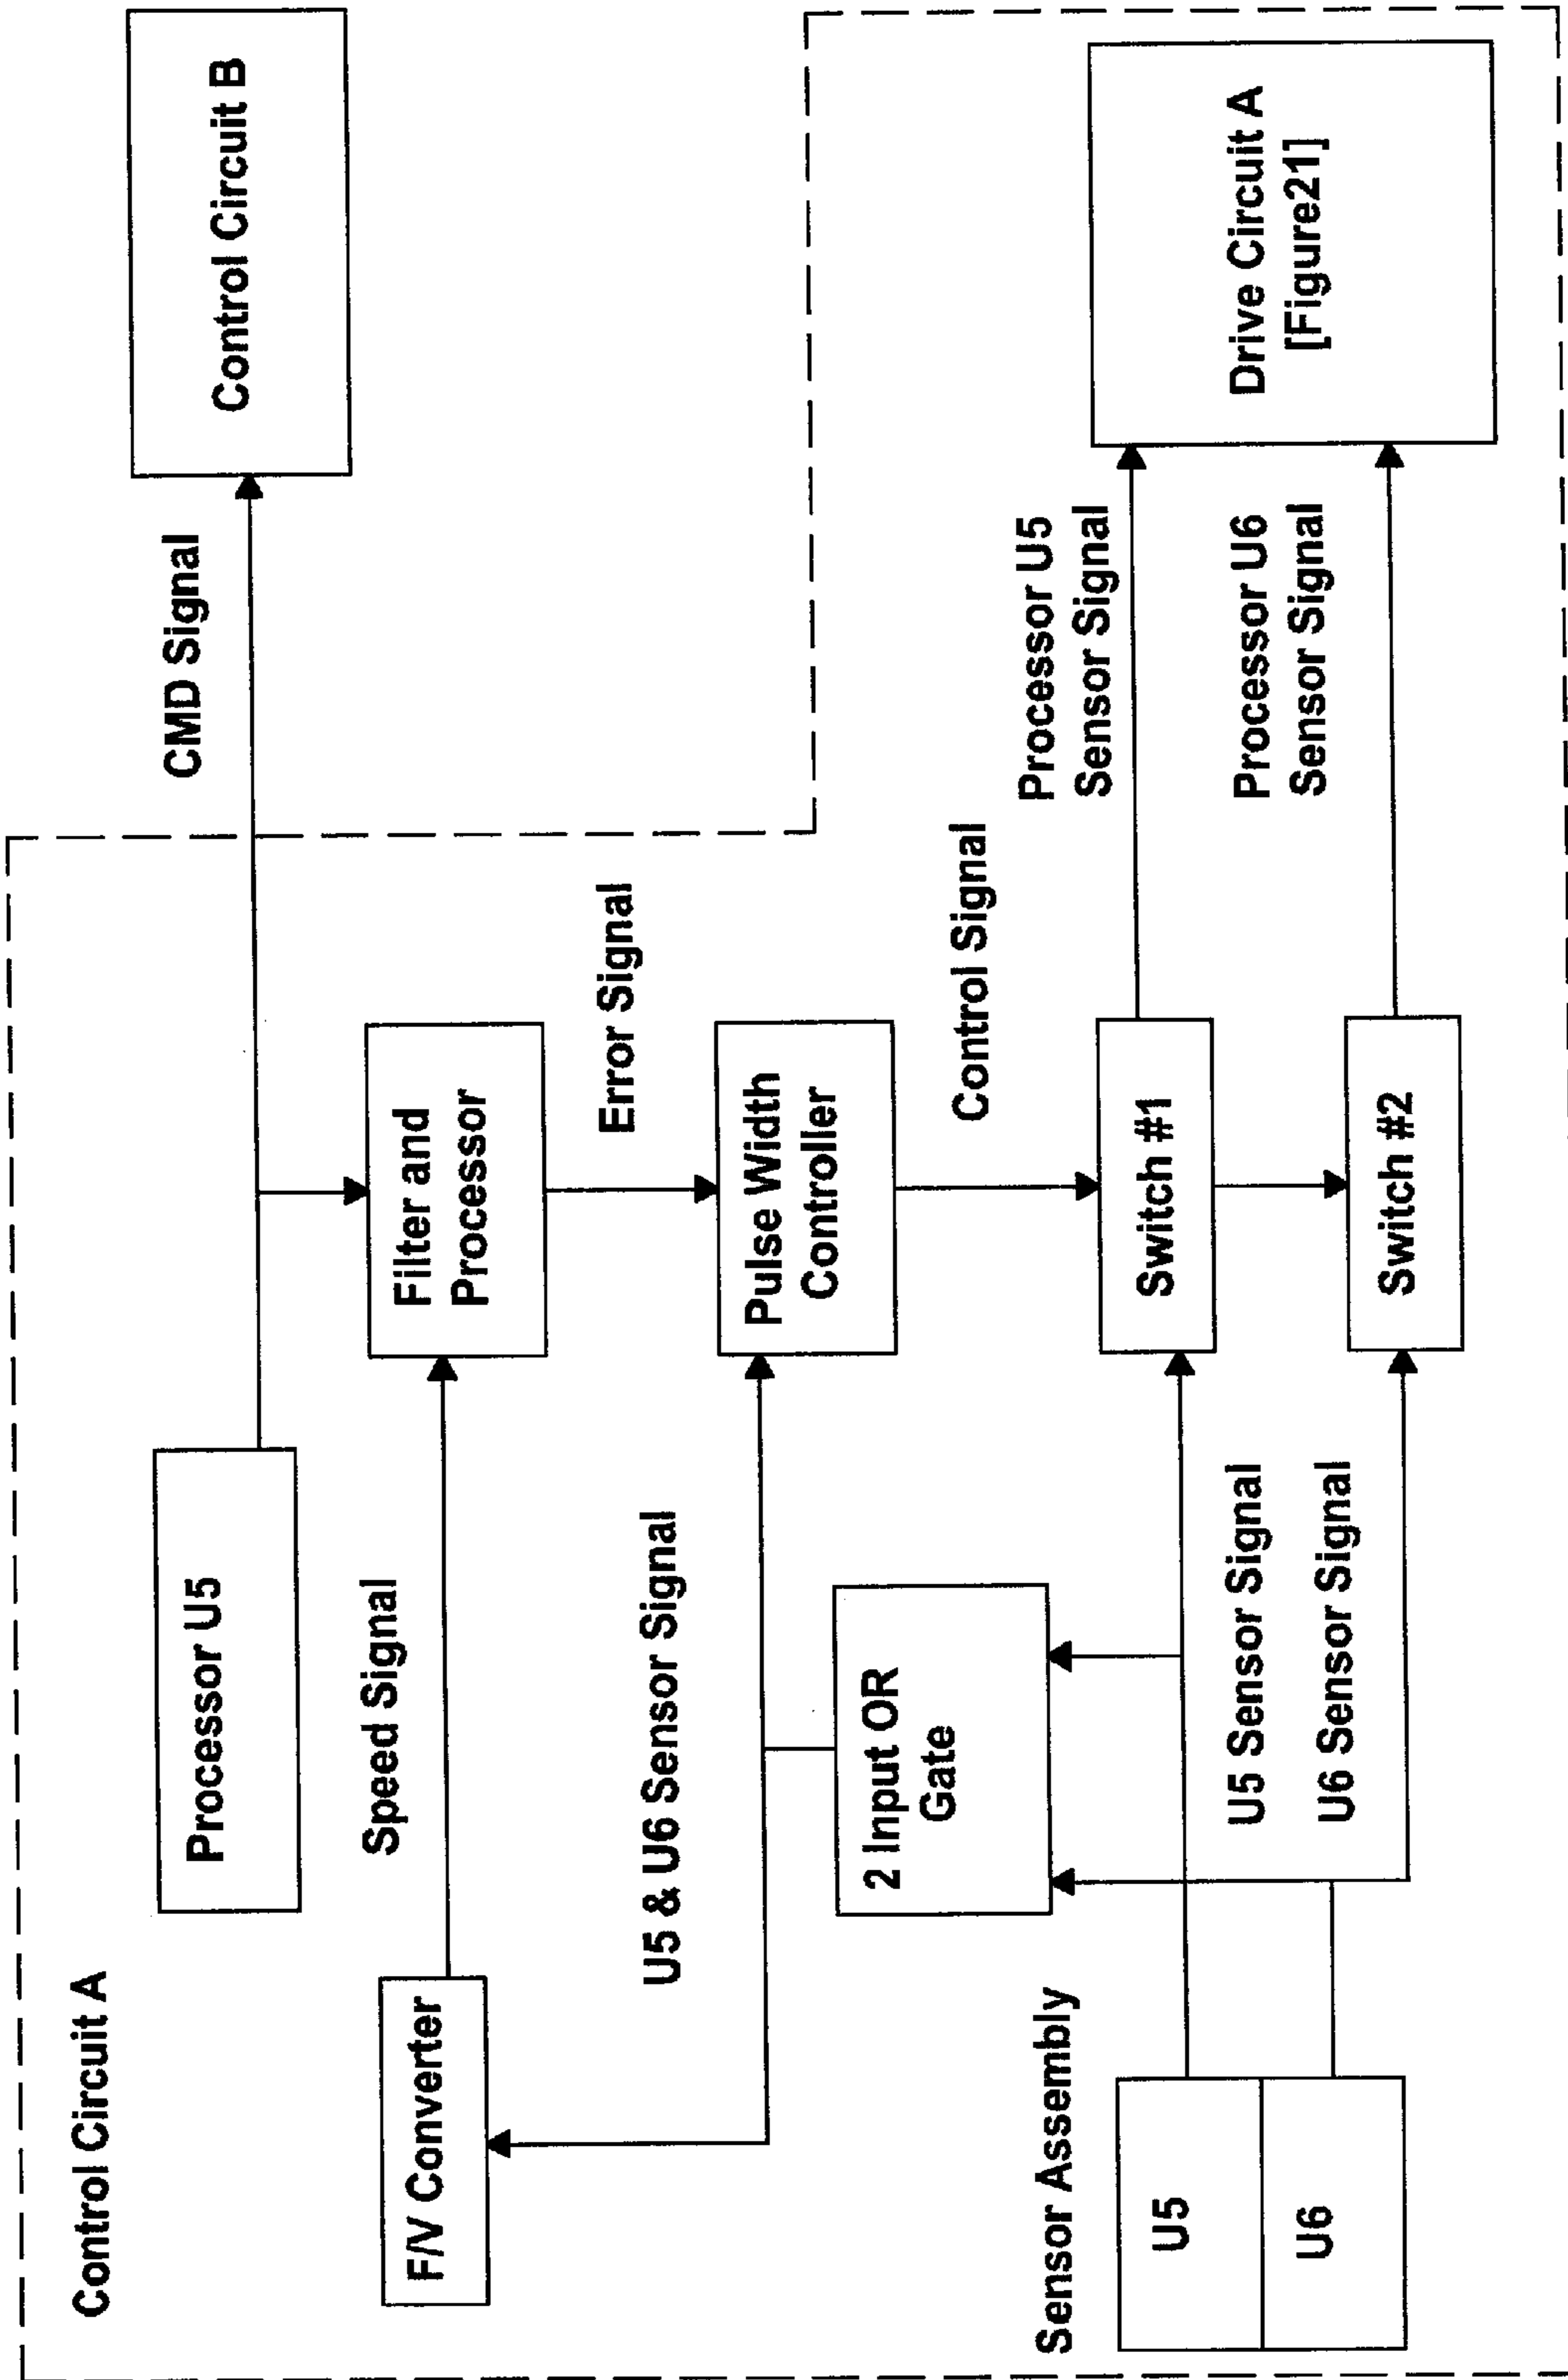 Control Circuit A
Processor U5
CMD Signal
Control Circuit B
F/V Converter
Speed Signal
Filter and
Processor
Error Signal
U5 & U6 Sensor Signal
Pulse Width
Controller
2 Input OR
Gate
Control Signal
Sensor Assembly
U5
U6
U5 Sensor Signal
U6 Sensor Signal
Switch #1
Switch #2
Processor U5
Sensor Signal
Processor U6
Sensor Signal
Drive Circuit A
[Figure21]